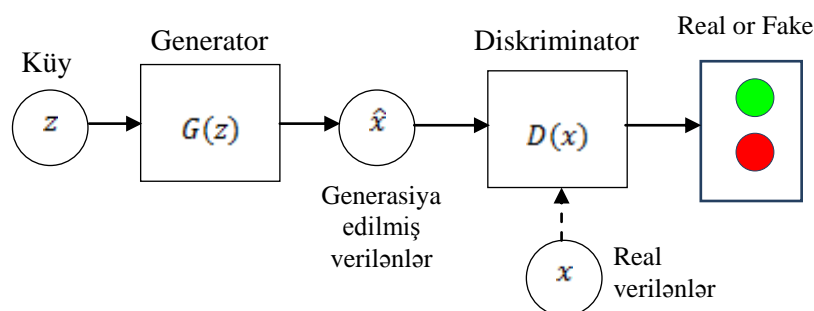 Küy
Generator
Diskriminator
Real or Fake
z
G(z)
x̂
D(x)
Generasiya
edilmiş
verilənlər
x
Real
verilənlər